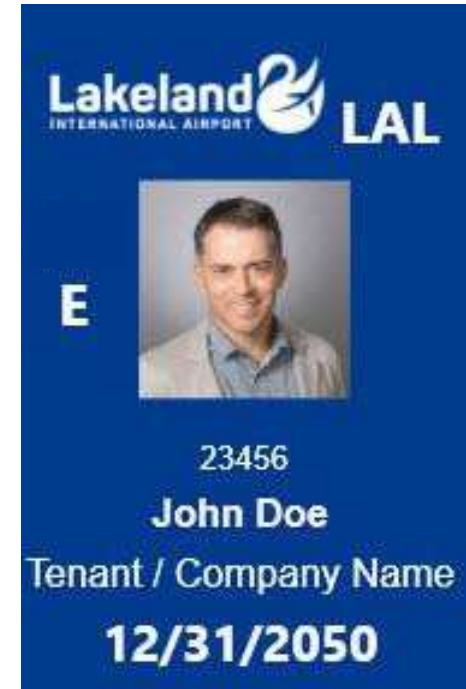 Lakeland
INTERNATIONAL AIRPORT
LAL
E
23456
John Doe
Tenant / Company Name
12/31/2050